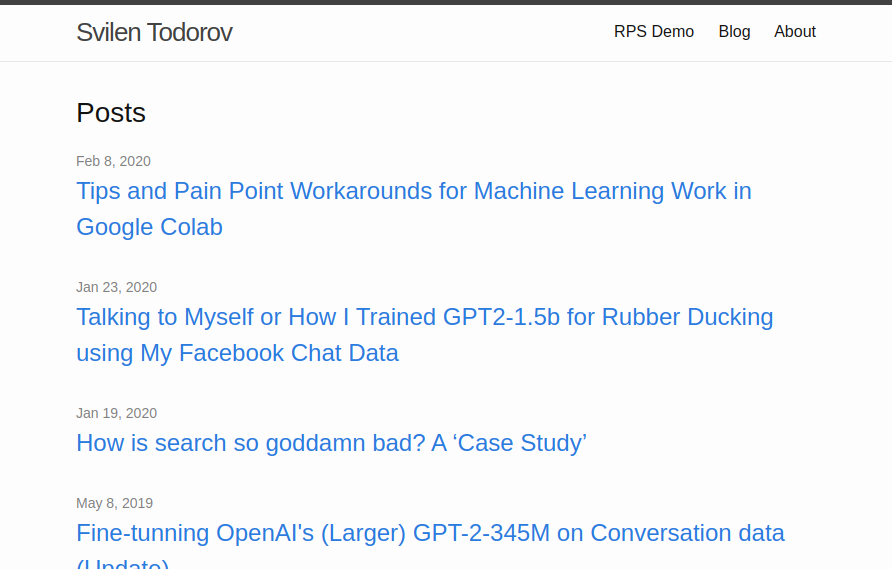 Svilen Todorov
RPS Demo Blog About
Posts
Feb 8, 2020
Tips and Pain Point Workarounds for Machine Learning Work in
Google Colab
Jan 23, 2020
Talking to Myself or How I Trained GPT2-1.5b for Rubber Ducking
using My Facebook Chat Data
Jan 19, 2020
How is search so goddamn bad? A ‘Case Study’
May 8, 2019
Fine-tunning OpenAI's (Larger) GPT-2-345M on Conversation data
(Update)